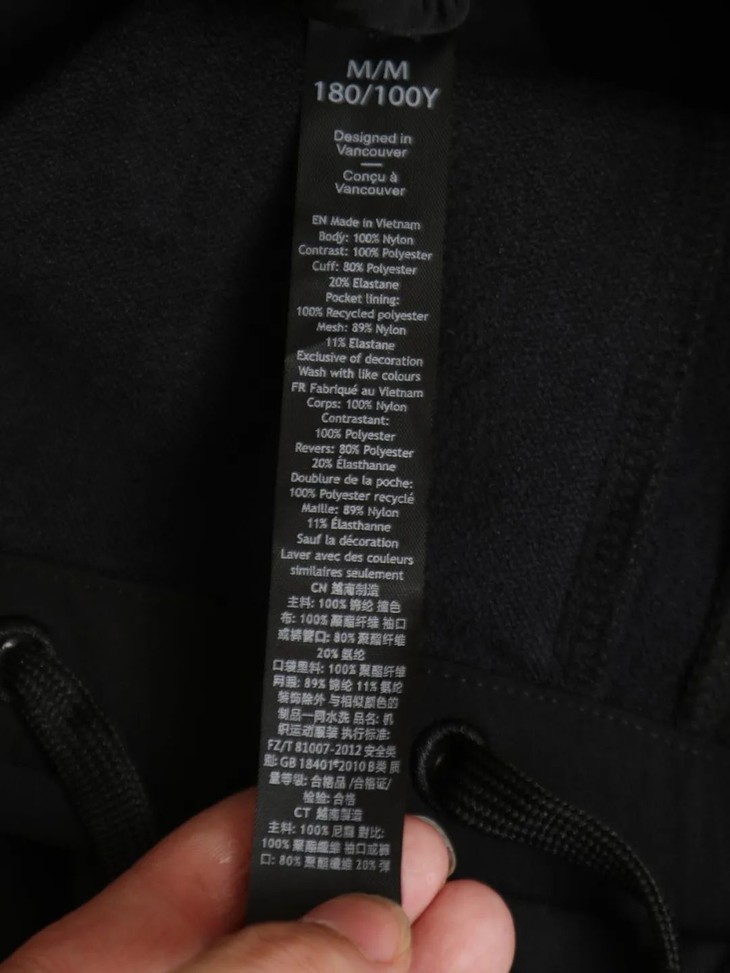 M/M
180/100Y
Designed in
Vancouver
Conçu à
Vancouver
EN Made in Vietnam
Body: 100% Nylon
Contrast: 100% Polyester
Cuff: 80% Polyester
20% Elastane
Pocket lining:
100% Recycled polyester
Mesh: 89% Nylon
11% Elastane
Exclusive of decoration
Wash with like colours
FR Fabriqué au Vietnam
Corps: 100% Nylon
Contrastant:
100% Polyester
Revers: 80% Polyester
20% Élasthanne
Doublure de la poche:
100% Polyester recyclé
Maille: 89% Nylon
11% Élasthanne
Sauf la décoration
Laver avec des couleurs
similaires seulement
CN 越南制造
主料: 100% 锦纶 撞色
布: 100% 聚酯纤维 袖口
或裤管口: 80% 聚酯纤维
20% 氨纶
口袋里料: 100% 聚酯纤维
网眼: 89% 锦纶 11% 氨纶
装饰除外 与相似颜色的
制品一同水洗 品名: 机
织运动服装 执行标准:
FZ/T 81007-2012 安全类
别: GB 18401-2010 B类 质
量等级: 合格品 /合格证/
检验: 合格
CT 越南製造
主料: 100% 尼龍 對比:
100% 聚酯纖維 袖口或褲
口: 80% 聚酯纖維 20% 彈